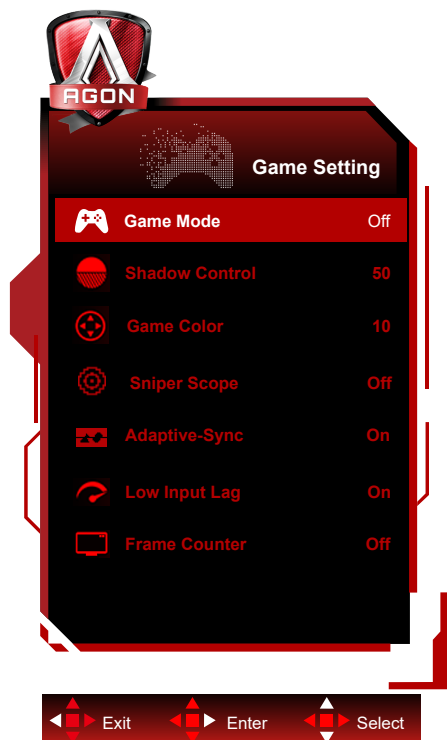 AGON
Game Setting
Game Mode Off
Shadow Control 50
Game Color 10
Sniper Scope Off
Adaptive-Sync On
Low Input Lag On
Frame Counter Off
Exit Enter Select